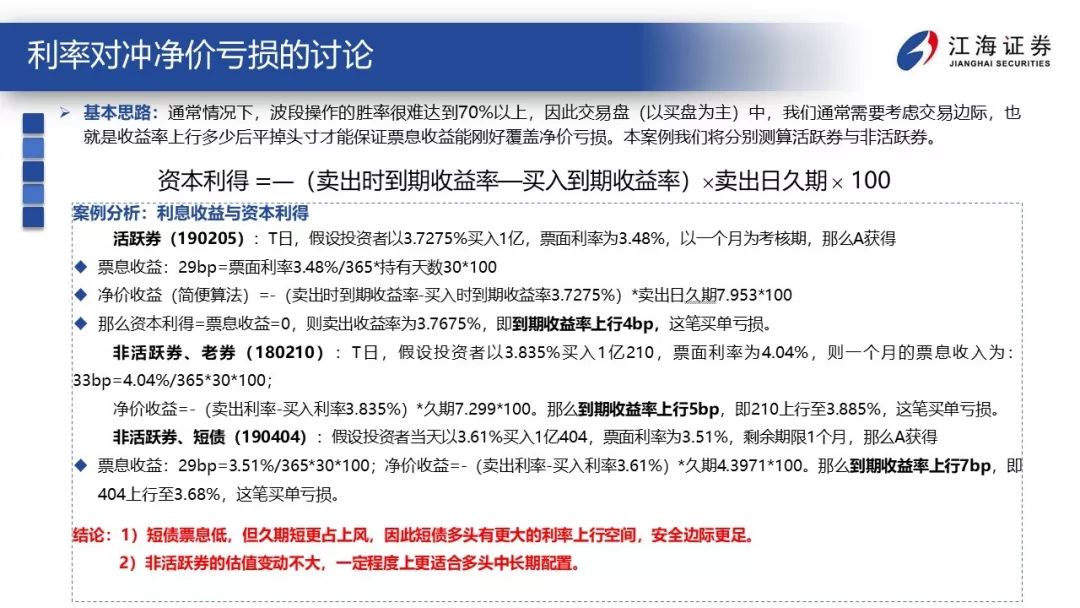 利率对冲净价亏损的讨论
江海证券
JIANGHAI SECURITIES
基本思路：通常情况下，波段操作的胜率很难达到70%以上，因此交易盘（以买盘为主）中，我们通常需要考虑交易边际，也
就是收益率上行多少后平掉头寸才能保证票息收益能刚好覆盖净价亏损。本案例我们将分别测算活跃券与非活跃券。
资本利得 =—（卖出时到期收益率—买入到期收益率）×卖出日久期 × 100
案例分析：利息收益与资本利得
活跃券（190205）：T日，假设投资者以3.7275%买入1亿，票面利率为3.48%，以一个月为考核期，那么A获得
票息收益：29bp=票面利率3.48%/365*持有天数30*100
净价收益（简便算法）=-（卖出时到期收益率-买入时到期收益率3.7275%）*卖出日久期7.953*100
那么资本利得=票息收益=0，则卖出收益率为3.7675%，即到期收益率上行4bp，这笔买单亏损。
非活跃券、老券（180210）：T日，假设投资者以3.835%买入1亿210，票面利率为4.04%，则一个月的票息收入为：
33bp=4.04%/365*30*100；
净价收益=-（卖出利率-买入利率3.835%）*久期7.299*100。那么到期收益率上行5bp，即210上行至3.885%，这笔买单亏损。
非活跃券、短债（190404）：假设投资者当天以3.61%买入1亿404，票面利率为3.51%，剩余期限1个月，那么A获得
票息收益：29bp=3.51%/365*30*100；净价收益=-（卖出利率-买入利率3.61%）*久期4.3971*100。那么到期收益率上行7bp，即
404上行至3.68%，这笔买单亏损。
结论：1）短债票息低，但久期短更占上风，因此短债多头有更大的利率上行空间，安全边际更足。
2）非活跃券的估值变动不大，一定程度上更适合多头中长期配置。